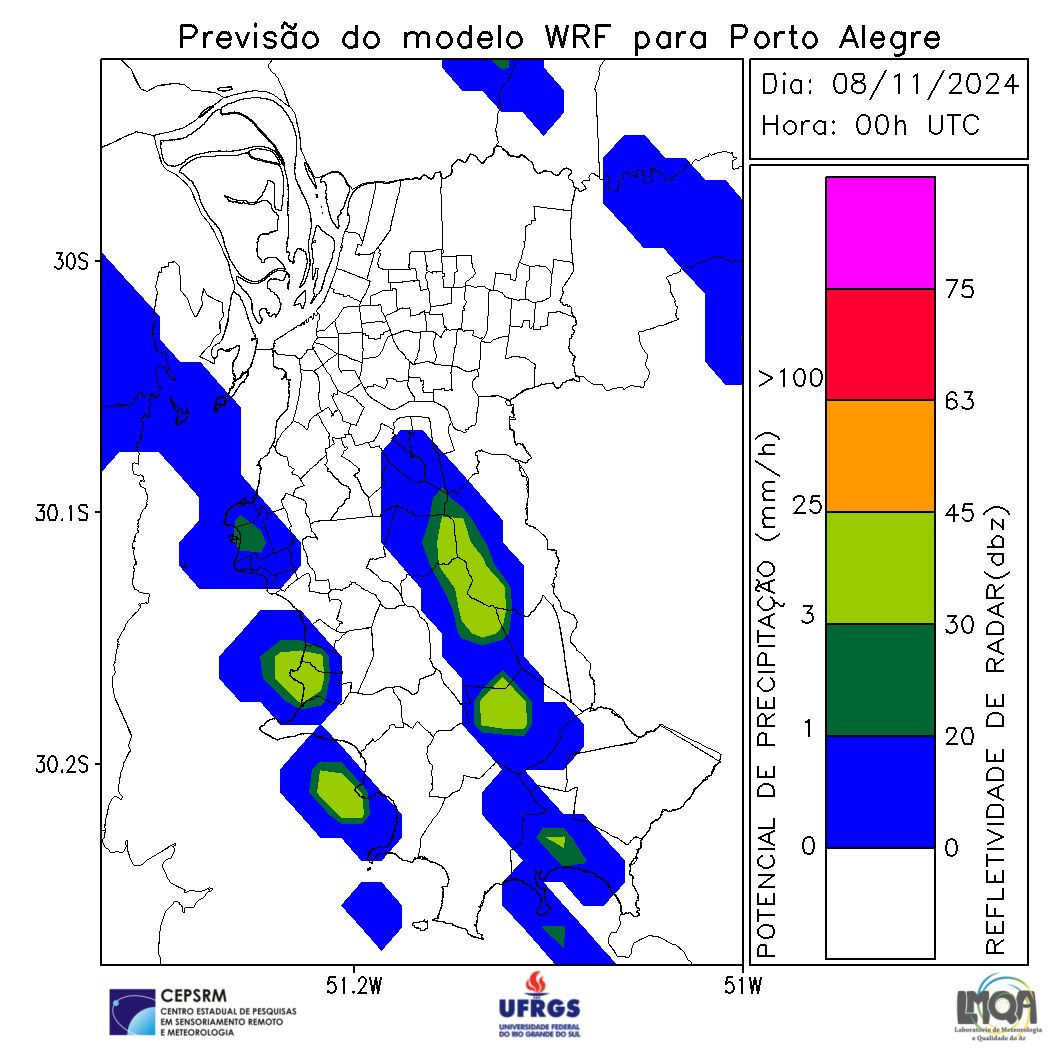 Previsão do modelo WRF para Porto Alegre
Dia: 08/11/2024
Hora: 00h UTC
30S
30.1S
30.2S
51.2W
51W
POTENCIAL DE PRECIPITAÇÃO (mm/h)
>100
25
3
1
0
75
63
45
30
20
0
REFLETIVIDADE DE RADAR(dbz)
CEPSRM
CENTRO ESTADUAL DE PESQUISAS
EM SENSORIAMENTO REMOTO
E METEOROLOGIA
UFRGS
UNIVERSIDADE FEDERAL
DO RIO GRANDE DO SUL
LMQA
Laboratório de Meteorologia
e Qualidade do Ar